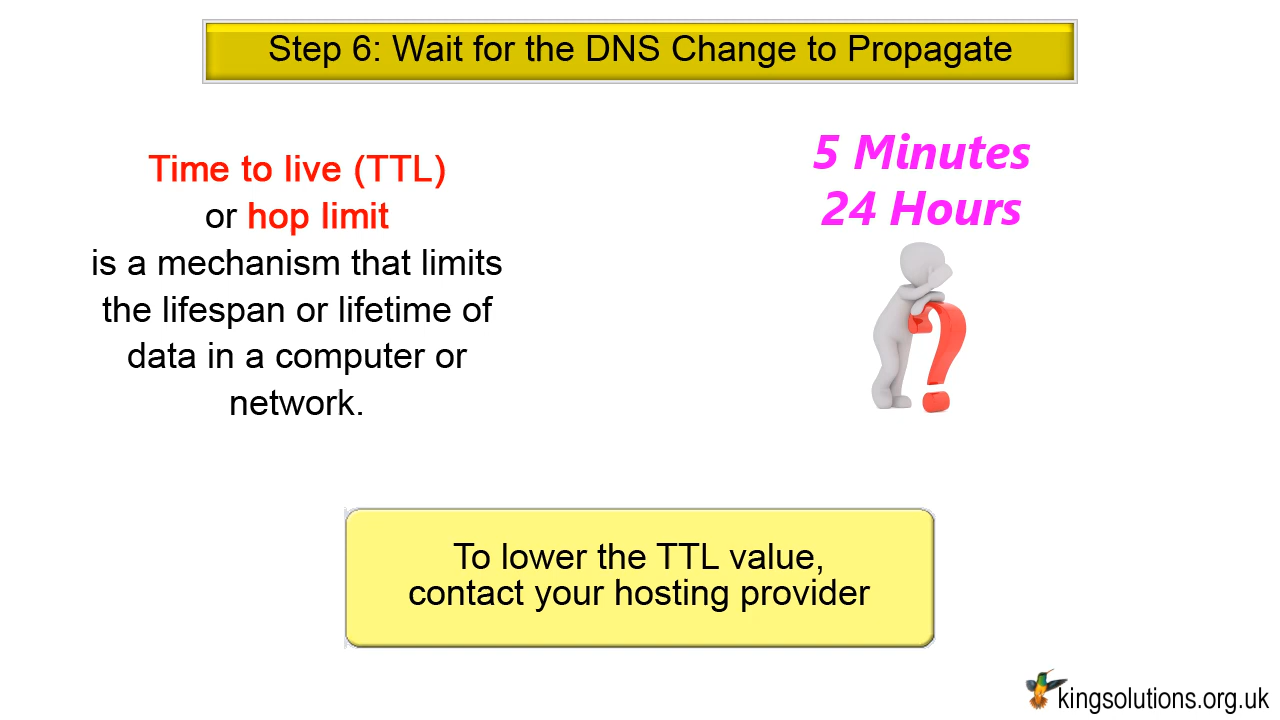 Step 6: Wait for the DNS Change to Propagate
Time to live (TTL)
or hop limit
is a mechanism that limits
the lifespan or lifetime of
data in a computer or
network.
5 Minutes
24 Hours
To lower the TTL value,
contact your hosting provider
kingsolutions.org.uk